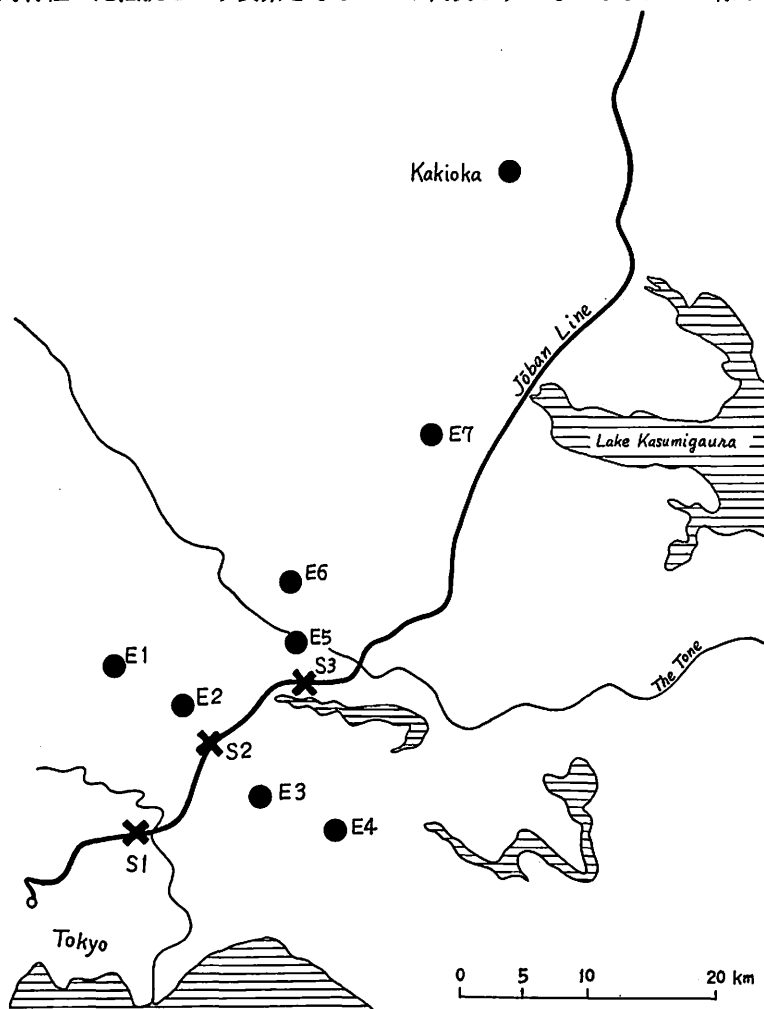 Kakioka
Jōban Line
E7
Lake Kasumigaura
E6
E5
E1
S3
The Tone
E2
S2
E3
E4
S1
Tokyo
0 5 10 20 km